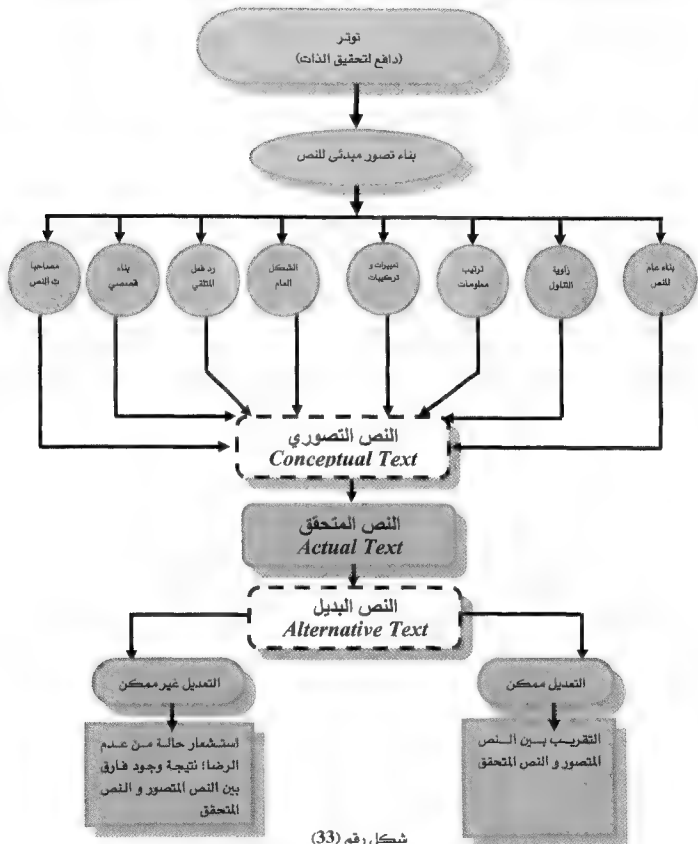 توتر
(دافع لتحقيق الذات)
بناء تصور مبدئي للنص
بناء عام
للنص
زاوية
التناول
ترتيب
معلومات
تعبيرات و
تركيبات
الشكل
العام
رد فعل
المتلقي
بناء
قصصي
مصاحبا
ت النص
النص التصوري
Conceptual Text
النص المتحقق
Actual Text
النص البديل
Alternative Text
التعديل ممكن
التعديل غير ممكن
التقريب بين النص
المتصور و النص المتحقق
استشعار حالة من عدم
الرضا؛ نتيجة وجود فارق
بين النص المتصور و النص
المتحقق
شكل رقم (33)